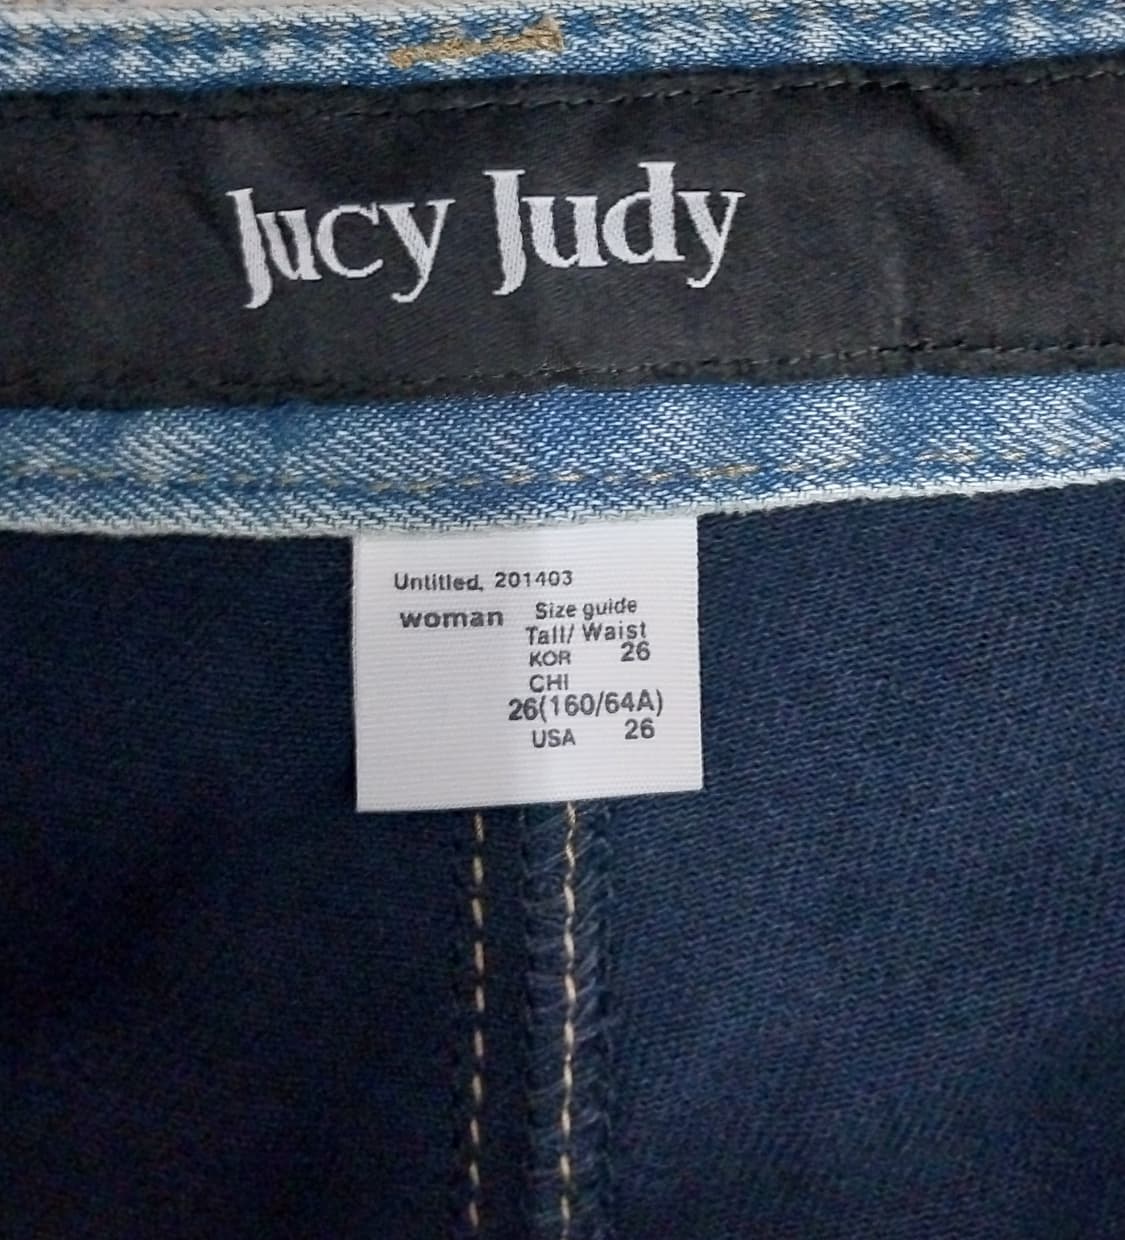 Jucy Judy
Untitled, 201403
woman Size guide
Tall/ Waist
KOR 26
CHI
26(160/64A)
USA 26